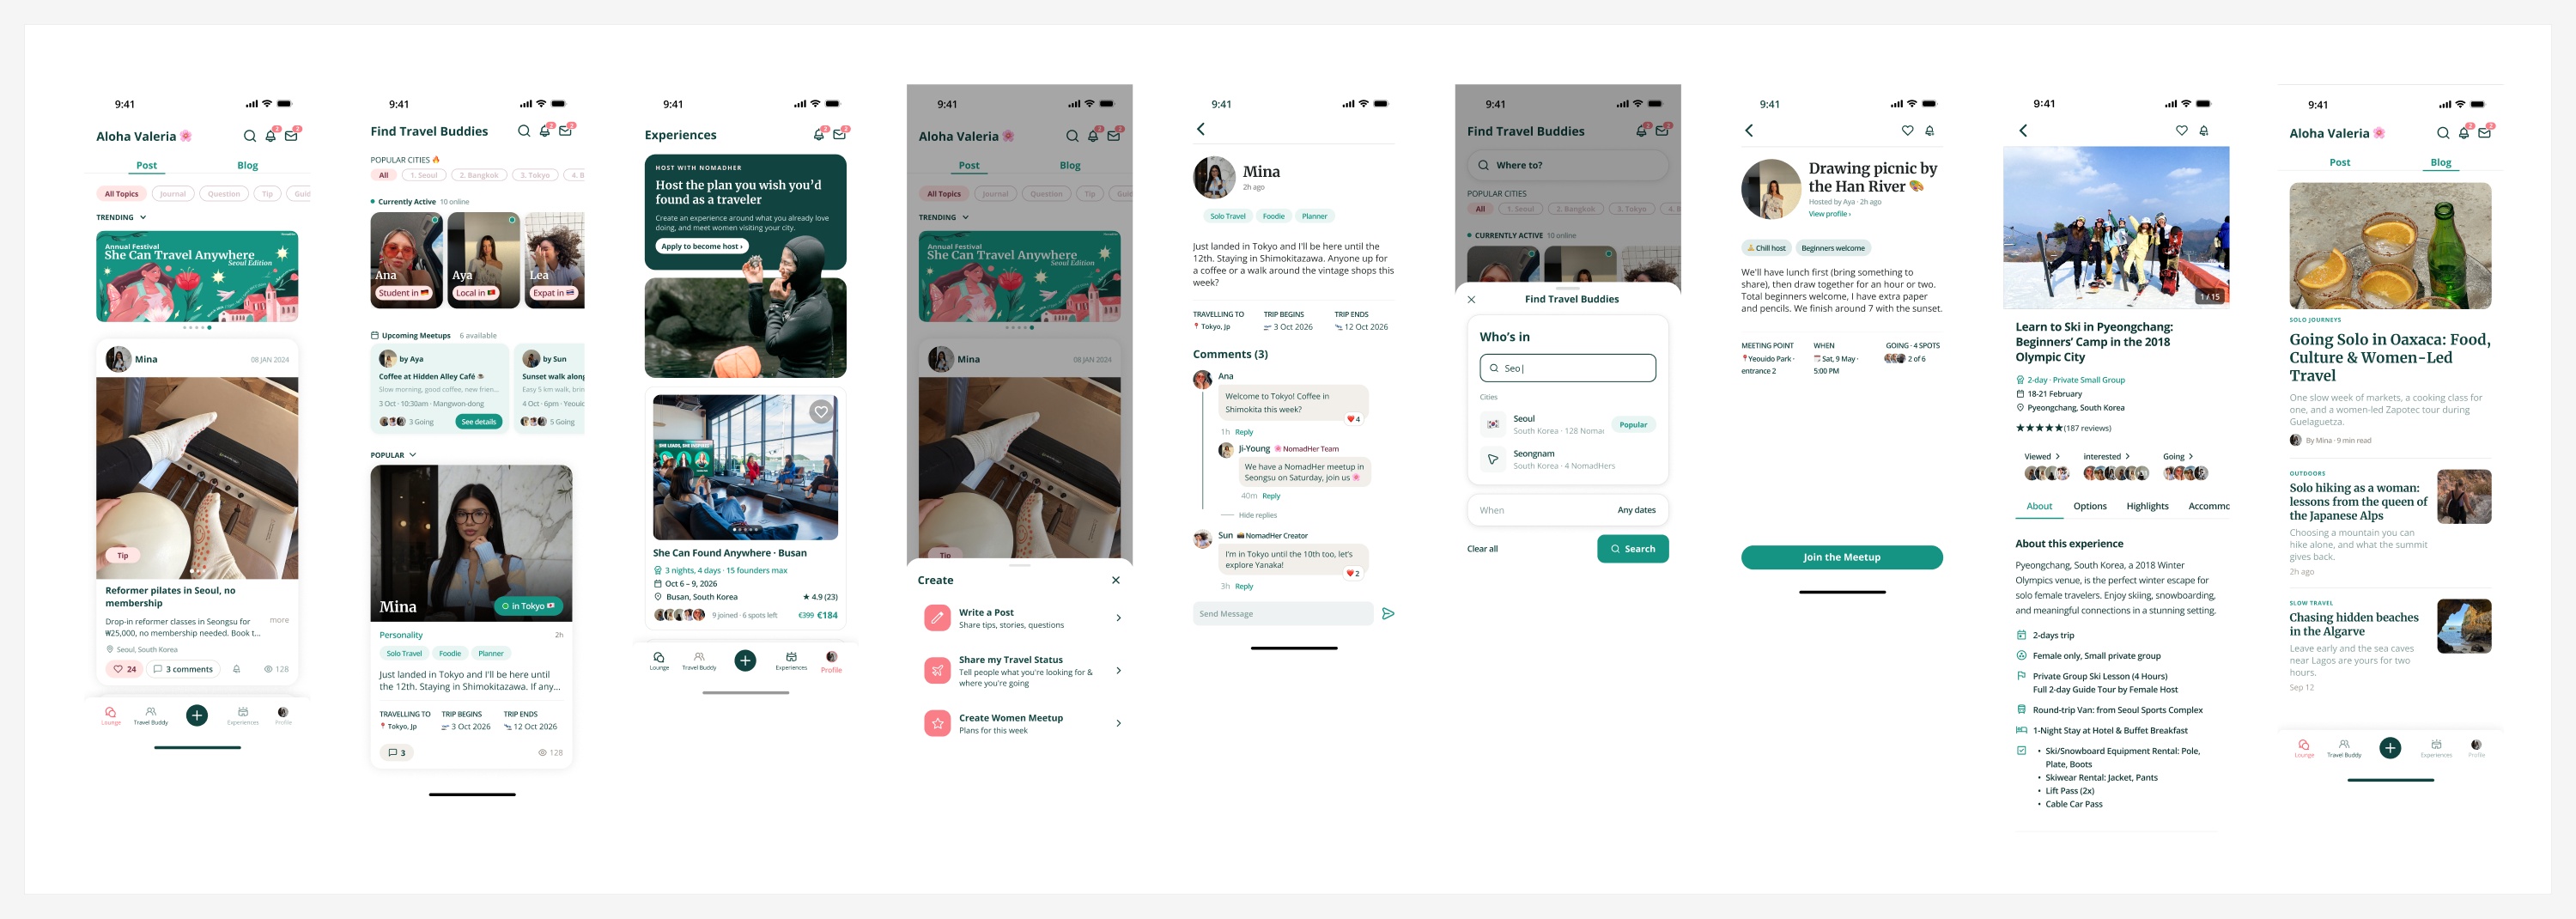 9:41
Aloha Valeria 🌸
2
2
Post
Blog
All Topics
Journal
Question
Tip
Guid
TRENDING
Annual Festival
She Can Travel Anywhere
Seoul Edition
Mina
08 JAN 2024
Tip
Reformer pilates in Seoul, no
membership
Drop-in reformer classes in Seongsu for
₩25,000, no membership needed. Book t...
more
Seoul, South Korea
24
3 comments
128
Lounge
Travel Buddy
Experiences
Profile
9:41
Find Travel Buddies
2
2
POPULAR CITIES 🔥
All
1. Seoul
2. Bangkok
3. Tokyo
4. B
Currently Active
10 online
Ana
Student in 🇩🇪
Aya
Local in 🇵🇹
Lea
Expat in
Upcoming Meetups
6 available
by Aya
Coffee at Hidden Alley Café ☕
Slow morning, good coffee, new frien...
3 Oct · 10:30am · Mangwon-dong
3 Going
See details
by Sun
Sunset walk along
Easy 5 km walk, brin
4 Oct · 6pm · Yeouic
5 Going
POPULAR
Mina
in Tokyo 🇯🇵
Personality
2h
Solo Travel
Foodie
Planner
Just landed in Tokyo and I'll be here until
the 12th. Staying in Shimokitazawa. If any...
TRAVELLING TO
TRIP BEGINS
TRIP ENDS
📍 Tokyo, Jp
🛫 3 Oct 2026
🛬 12 Oct 2026
3
128
9:41
Experiences
2
2
HOST WITH NOMADHER
Host the plan you wish you'd
found as a traveler
Create an experience around what you already love
doing, and meet women visiting your city.
Apply to become host ›
SHE LEADS, SHE INSPIRES
She Can Found Anywhere · Busan
3 nights, 4 days · 15 founders max
Oct 6 – 9, 2026
Busan, South Korea
★ 4.9 (23)
9 joined · 6 spots left
€399 €184
Lounge
Travel Buddy
Experiences
Profile
9:41
Aloha Valeria 🌸
2
2
Post
Blog
All Topics
Journal
Question
Tip
Guid
TRENDING
Annual Festival
She Can Travel Anywhere
Seoul Edition
Mina
08 JAN 2024
Tip
Create
Write a Post
Share tips, stories, questions
Share my Travel Status
Tell people what you're looking for &
where you're going
Create Women Meetup
Plans for this week
9:41
Mina
2h ago
Solo Travel
Foodie
Planner
Just landed in Tokyo and I'll be here until the
12th. Staying in Shimokitazawa. Anyone up for
a coffee or a walk around the vintage shops this
week?
TRAVELLING TO
TRIP BEGINS
TRIP ENDS
📍 Tokyo, Jp
🛫 3 Oct 2026
🛬 12 Oct 2026
Comments (3)
Ana
Welcome to Tokyo! Coffee in
Shimokita this week?
❤️ 4
1h
Reply
Ji-Young 🌸 NomadHer Team
We have a NomadHer meetup in
Seongsu on Saturday, join us 🌸
40m
Reply
Hide replies
Sun 📸 NomadHer Creator
I'm in Tokyo until the 10th too, let's
explore Yanaka!
❤️ 2
3h
Reply
Send Message
9:41
Find Travel Buddies
2
2
Where to?
POPULAR CITIES
All
1. Seoul
2. Bangkok
3. Tokyo
4. B
CURRENTLY ACTIVE
10 online
Find Travel Buddies
Who's in
Seo|
Cities
Seoul
South Korea · 128 Nomad
Popular
Seongnam
South Korea · 4 NomadHers
When
Any dates
Clear all
Search
9:41
Drawing picnic by
the Han River 🎨
Hosted by Aya · 2h ago
View profile ›
Chill host
Beginners welcome
We'll have lunch first (bring something to
share), then draw together for an hour or two.
Total beginners welcome, I have extra paper
and pencils. We finish around 7 with the sunset.
MEETING POINT
WHEN
GOING · 4 SPOTS
📍Yeouido Park ·
entrance 2
📅 Sat, 9 May ·
5:00 PM
2 of 6
Join the Meetup
9:41
1 / 15
Learn to Ski in Pyeongchang:
Beginners' Camp in the 2018
Olympic City
2-day · Private Small Group
18-21 February
Pyeongchang, South Korea
★★★★★(187 reviews)
Viewed
interested
Going
About
Options
Highlights
Accommc
About this experience
Pyeongchang, South Korea, a 2018 Winter
Olympics venue, is the perfect winter escape for
solo female travelers. Enjoy skiing, snowboarding,
and meaningful connections in a stunning setting.
2-days trip
Female only, Small private group
Private Group Ski Lesson (4 Hours)
Full 2-day Guide Tour by Female Host
Round-trip Van: from Seoul Sports Complex
1-Night Stay at Hotel & Buffet Breakfast
• Ski/Snowboard Equipment Rental: Pole,
Plate, Boots
• Skiwear Rental: Jacket, Pants
• Lift Pass (2x)
• Cable Car Pass
9:41
Aloha Valeria 🌸
2
2
Post
Blog
SOLO JOURNEYS
Going Solo in Oaxaca: Food,
Culture & Women-Led
Travel
One slow week of markets, a cooking class for
one, and a women-led Zapotec tour during
Guelaguetza.
By Mina · 9 min read
OUTDOORS
Solo hiking as a woman:
lessons from the queen of
the Japanese Alps
Choosing a mountain you can
hike alone, and what the summit
gives back.
2h ago
SLOW TRAVEL
Chasing hidden beaches
in the Algarve
Leave early and the sea caves
near Lagos are yours for two
hours.
Sep 12
Lounge
Travel Buddy
Experiences
Profile